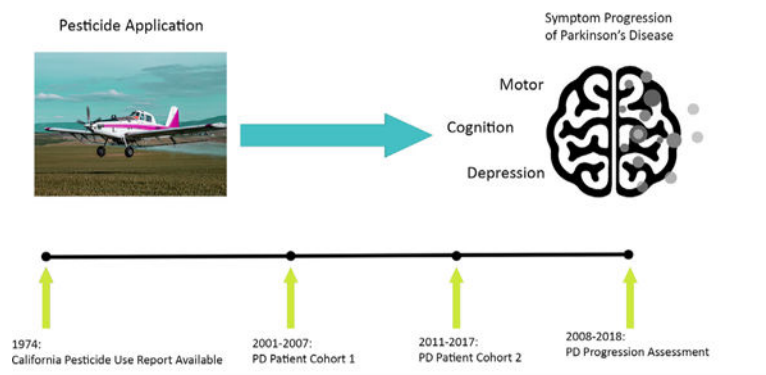 Pesticide Application
Symptom Progression
of Parkinson's Disease
Motor
Cognition
Depression
1974:
California Pesticide Use Report Available
2001-2007:
PD Patient Cohort 1
2011-2017:
PD Patient Cohort 2
2008-2018:
PD Progression Assessment